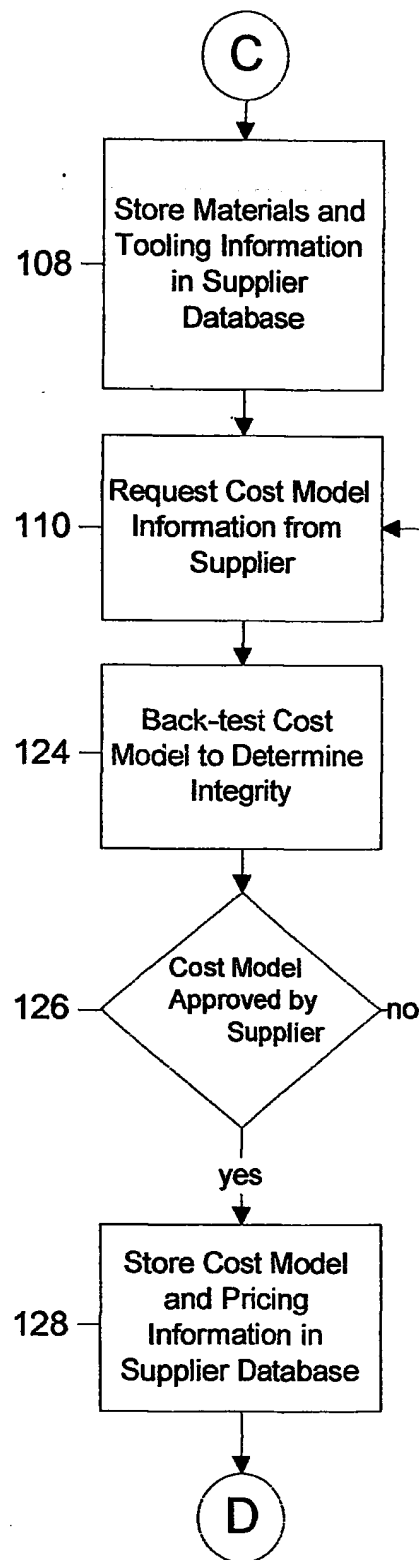 C
108
Store Materials and
Tooling Information
in Supplier
Database
110
Request Cost Model
Information from
Supplier
124
Back-test Cost
Model to Determine
Integrity
126
Cost Model
Approved by
Supplier
no
yes
128
Store Cost Model
and Pricing
Information in
Supplier Database
D